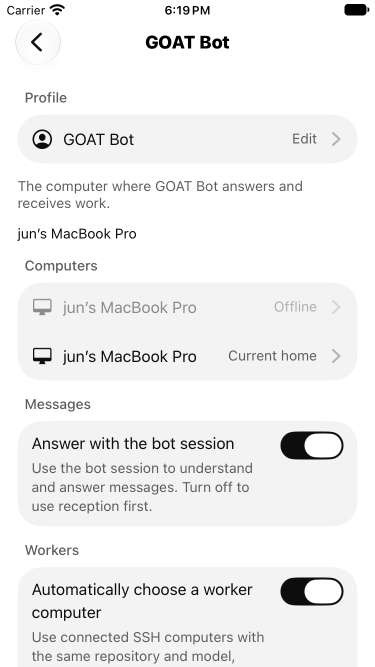 Carrier 6:19 PM
GOAT Bot
Profile
GOAT Bot Edit
The computer where GOAT Bot answers and
receives work.
jun's MacBook Pro
Computers
jun's MacBook Pro Offline
jun's MacBook Pro Current home
Messages
Answer with the bot session
Use the bot session to understand
and answer messages. Turn off to
use reception first.
Workers
Automatically choose a worker
computer
Use connected SSH computers with
the same repository and model,